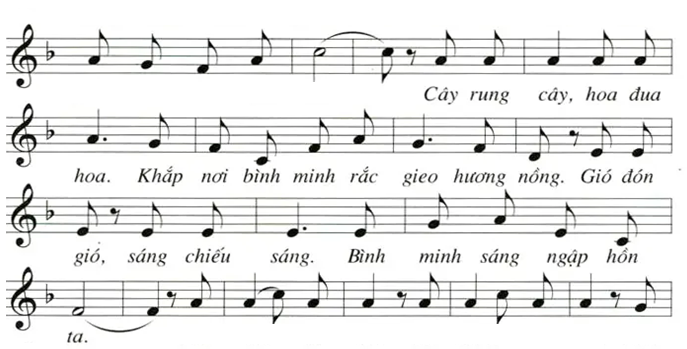 Cây rung cây, hoa đua
hoa. Khắp nơi bình minh rắc gieo hương nồng. Gió đón
gió, sáng chiếu sáng. Bình minh sáng ngập hồn
ta.